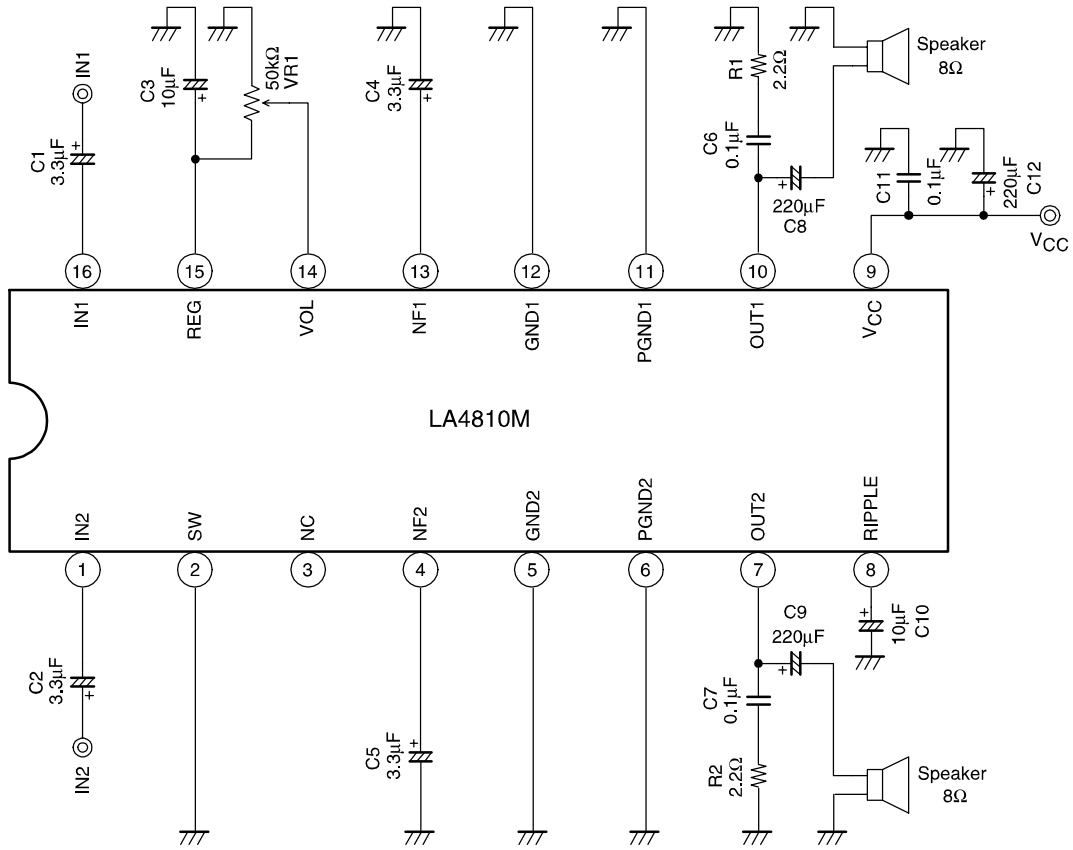 IN1
C1
3.3µF
C3
10µF
50kΩ
VR1
C4
3.3µF
R1
2.2Ω
C6
0.1µF
220µF
C8
Speaker
8Ω
C11
0.1µF
220µF
C12
VCC
16
15
14
13
12
11
10
9
IN1
REG
VOL
NF1
GND1
PGND1
OUT1
VCC
LA4810M
IN2
SW
NC
NF2
GND2
PGND2
OUT2
RIPPLE
1
2
3
4
5
6
7
8
C2
3.3µF
IN2
C5
3.3µF
C9
220µF
C7
0.1µF
R2
2.2Ω
10µF
C10
Speaker
8Ω